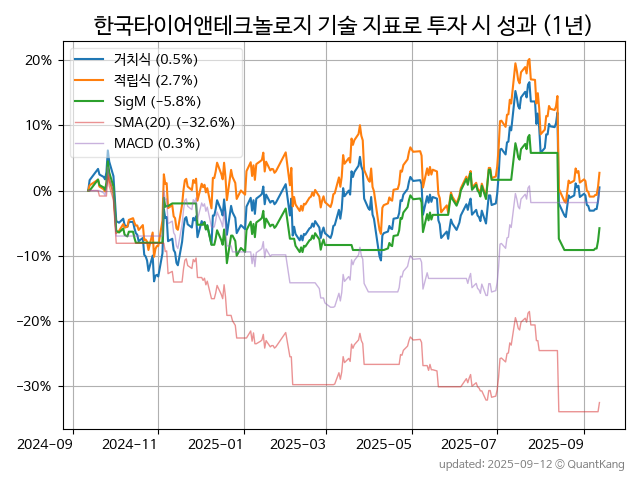 한국타이어앤테크놀로지 기술 지표로 투자 시 성과 (1년)
거치식 (0.5%)
적립식 (2.7%)
SigM (−5.8%)
SMA(20) (−32.6%)
MACD (0.3%)
20%
10%
0%
−10%
−20%
−30%
2024-09 2024-11 2025-01 2025-03 2025-05 2025-07 2025-09
updated: 2025-09-12 © QuantKang